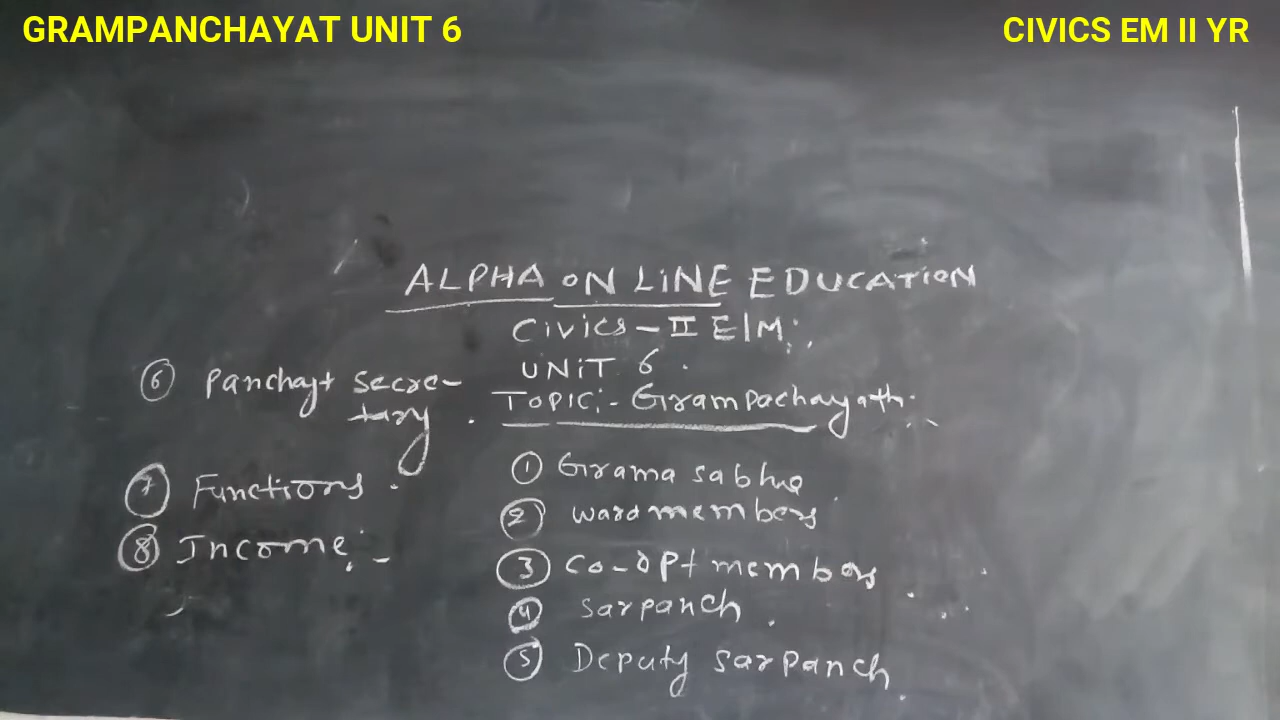 GRAMPANCHAYAT UNIT 6
CIVICS EM II YR
ALPHA ON LINE EDUCATION
Civics - II E/M:
UNIT 6.
TOPIC:- GramPachayath.
① Grama sabha
② ward members
③ Co-opt members
④ Sarpanch.
⑤ Deputy Sarpanch.
⑥ Panchayt Secre-
tary.
⑦ Functions.
⑧ Income:-